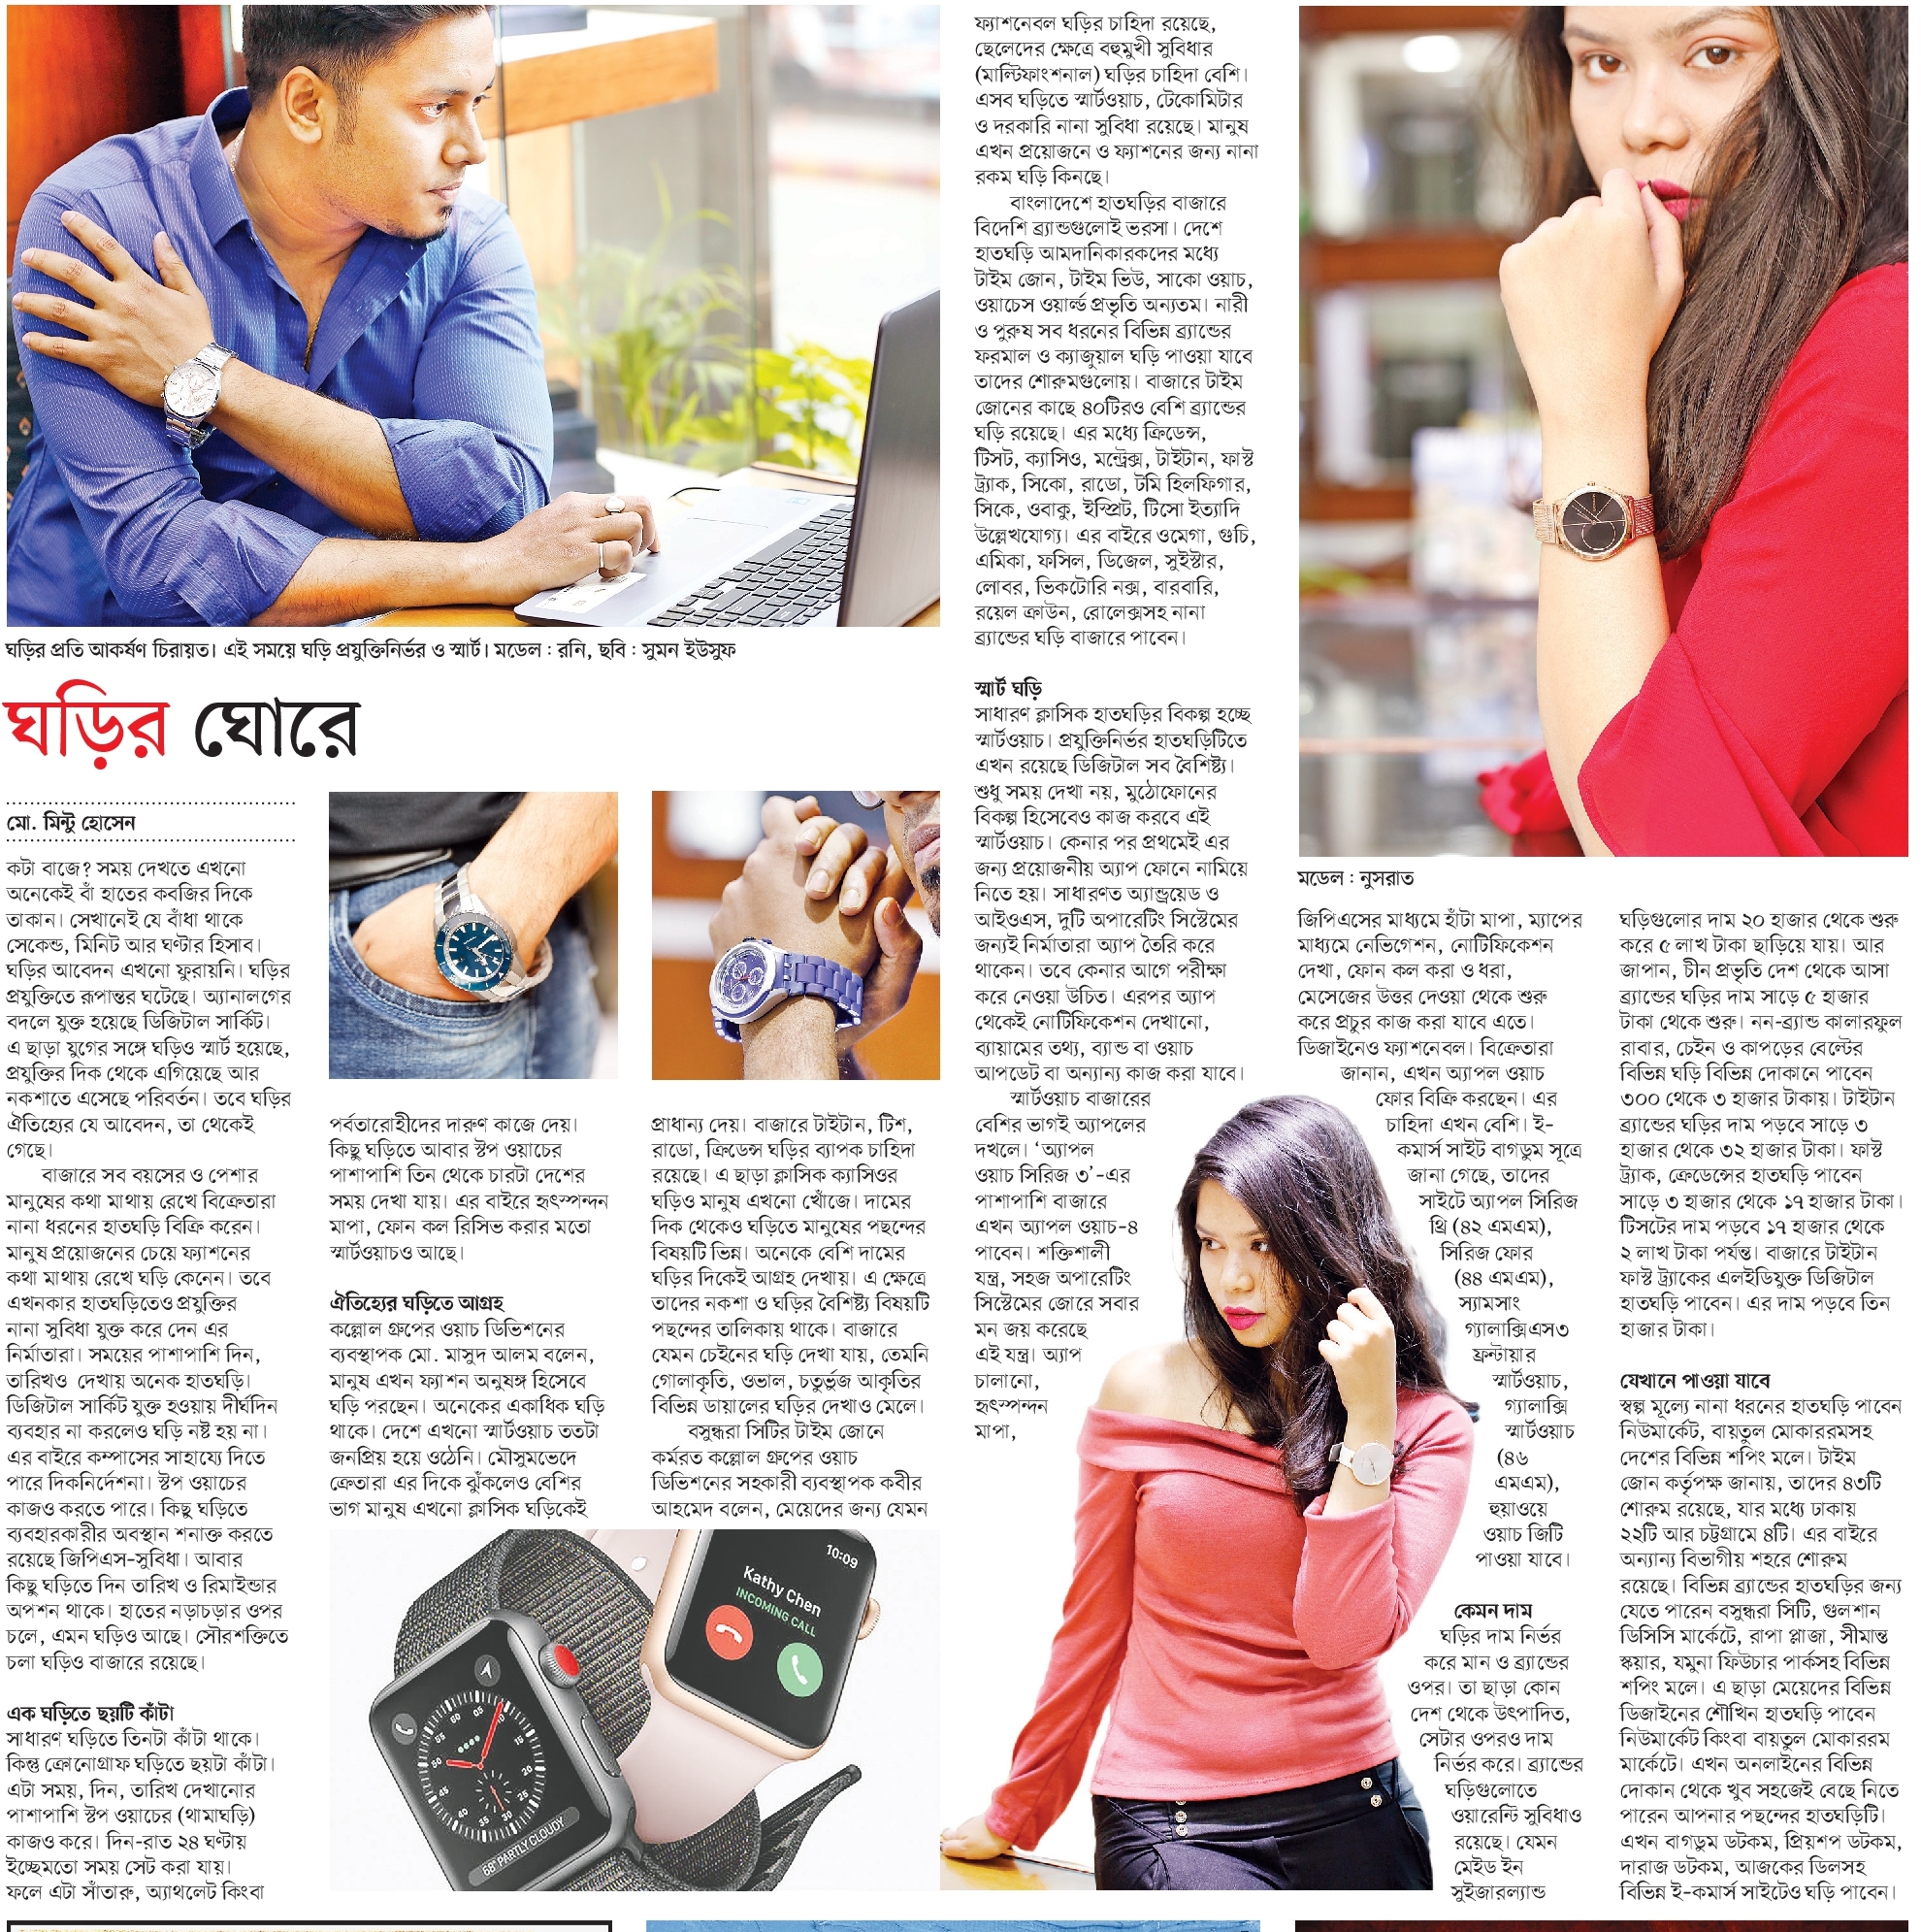 ঘড়ির প্রতি আকর্ষণ চিরায়ত। এই সময়ে ঘড়ি প্রযুক্তিনির্ভর ও স্মার্ট। মডেল : রনি, ছবি : সুমন ইউসুফ
ঘড়ির ঘোরে
মো. মিন্টু হোসেন
কটা বাজে? সময় দেখতে এখনো
অনেকেই বাঁ হাতের কবজির দিকে
তাকান। সেখানেই যে বাঁধা থাকে
সেকেন্ড, মিনিট আর ঘণ্টার হিসাব।
ঘড়ির আবেদন এখনো ফুরায়নি। ঘড়ির
প্রযুক্তিতে রূপান্তর ঘটেছে। অ্যানালগের
বদলে যুক্ত হয়েছে ডিজিটাল সার্কিট।
এ ছাড়া যুগের সঙ্গে ঘড়িও স্মার্ট হয়েছে,
প্রযুক্তির দিক থেকে এগিয়েছে আর
নকশাতে এসেছে পরিবর্তন। তবে ঘড়ির
ঐতিহ্যের যে আবেদন, তা থেকেই
গেছে।
বাজারে সব বয়সের ও পেশার
মানুষের কথা মাথায় রেখে বিক্রেতারা
নানা ধরনের হাতঘড়ি বিক্রি করেন।
মানুষ প্রয়োজনের চেয়ে ফ্যাশনের
কথা মাথায় রেখে ঘড়ি কেনেন। তবে
এখনকার হাতঘড়িতেও প্রযুক্তির
নানা সুবিধা যুক্ত করে দেন এর
নির্মাতারা। সময়ের পাশাপাশি দিন,
তারিখও দেখায় অনেক হাতঘড়ি।
ডিজিটাল সার্কিট যুক্ত হওয়ায় দীর্ঘদিন
ব্যবহার না করলেও ঘড়ি নষ্ট হয় না।
এর বাইরে কম্পাসের সাহায্যে দিতে
পারে দিকনির্দেশনা। স্টপ ওয়াচের
কাজও করতে পারে। কিছু ঘড়িতে
ব্যবহারকারীর অবস্থান শনাক্ত করতে
রয়েছে জিপিএস-সুবিধা। আবার
কিছু ঘড়িতে দিন তারিখ ও রিমাইন্ডার
অপশন থাকে। হাতের নড়াচড়ার ওপর
চলে, এমন ঘড়িও আছে। সৌরশক্তিতে
চলা ঘড়িও বাজারে রয়েছে।
এক ঘড়িতে ছয়টি কাঁটা
সাধারণ ঘড়িতে তিনটা কাঁটা থাকে।
কিন্তু ক্রোনোগ্রাফ ঘড়িতে ছয়টা কাঁটা।
এটা সময়, দিন, তারিখ দেখানোর
পাশাপাশি স্টপ ওয়াচের (থামাঘড়ি)
কাজও করে। দিন-রাত ২৪ ঘণ্টায়
ইচ্ছেমতো সময় সেট করা যায়।
ফলে এটা সাঁতারু, অ্যাথলেট কিংবা
পর্বতারোহীদের দারুণ কাজে দেয়।
কিছু ঘড়িতে আবার স্টপ ওয়াচের
পাশাপাশি তিন থেকে চারটা দেশের
সময় দেখা যায়। এর বাইরে হৃৎস্পন্দন
মাপা, ফোন কল রিসিভ করার মতো
স্মার্টওয়াচও আছে।
ঐতিহ্যের ঘড়িতে আগ্রহ
কল্লোল গ্রুপের ওয়াচ ডিভিশনের
ব্যবস্থাপক মো. মাসুদ আলম বলেন,
মানুষ এখন ফ্যাশন অনুষঙ্গ হিসেবে
ঘড়ি পরছেন। অনেকের একাধিক ঘড়ি
থাকে। দেশে এখনো স্মার্টওয়াচ ততটা
জনপ্রিয় হয়ে ওঠেনি। মৌসুমভেদে
ক্রেতারা এর দিকে ঝুঁকলেও বেশির
ভাগ মানুষ এখনো ক্লাসিক ঘড়িকেই
প্রাধান্য দেয়। বাজারে টাইটান, টিশ,
রাডো, ক্রিডেন্স ঘড়ির ব্যাপক চাহিদা
রয়েছে। এ ছাড়া ক্লাসিক ক্যাসিওর
ঘড়িও মানুষ এখনো খোঁজে। দামের
দিক থেকেও ঘড়িতে মানুষের পছন্দের
বিষয়টি ভিন্ন। অনেকে বেশি দামের
ঘড়ির দিকেই আগ্রহ দেখায়। এ ক্ষেত্রে
তাদের নকশা ও ঘড়ির বৈশিষ্ট্য বিষয়টি
পছন্দের তালিকায় থাকে। বাজারে
যেমন চেইনের ঘড়ি দেখা যায়, তেমনি
গোলাকৃতি, ওভাল, চতুর্ভুজ আকৃতির
বিভিন্ন ডায়ালের ঘড়ির দেখাও মেলে।
বসুন্ধরা সিটির টাইম জোনে
কর্মরত কল্লোল গ্রুপের ওয়াচ
ডিভিশনের সহকারী ব্যবস্থাপক কবীর
আহমেদ বলেন, মেয়েদের জন্য যেমন
10:09
Kathy Chen
INCOMING CALL
60
05
10
15
20
25
30
35
40
45
50
55
68° PARTLY CLOUDY
ফ্যাশনেবল ঘড়ির চাহিদা রয়েছে,
ছেলেদের ক্ষেত্রে বহুমুখী সুবিধার
(মাল্টিফাংশনাল) ঘড়ির চাহিদা বেশি।
এসব ঘড়িতে স্মার্টওয়াচ, টেকোমিটার
ও দরকারি নানা সুবিধা রয়েছে। মানুষ
এখন প্রয়োজনে ও ফ্যাশনের জন্য নানা
রকম ঘড়ি কিনছে।
বাংলাদেশে হাতঘড়ির বাজারে
বিদেশি ব্র্যান্ডগুলোই ভরসা। দেশে
হাতঘড়ি আমদানিকারকদের মধ্যে
টাইম জোন, টাইম ভিউ, সাকো ওয়াচ,
ওয়াচেস ওয়ার্ল্ড প্রভৃতি অন্যতম। নারী
ও পুরুষ সব ধরনের বিভিন্ন ব্র্যান্ডের
ফরমাল ও ক্যাজুয়াল ঘড়ি পাওয়া যাবে
তাদের শোরুমগুলোয়। বাজারে টাইম
জোনের কাছে ৪০টিরও বেশি ব্র্যান্ডের
ঘড়ি রয়েছে। এর মধ্যে ক্রিডেন্স,
টিসট, ক্যাসিও, মন্ট্রেক্স, টাইটান, ফাস্ট
ট্র্যাক, সিকো, রাডো, টমি হিলফিগার,
সিকে, ওবাকু, ইস্প্রিট, টিসো ইত্যাদি
উল্লেখযোগ্য। এর বাইরে ওমেগা, গুচি,
এমিকা, ফসিল, ডিজেল, সুইস্টার,
লোবর, ভিকটোরি নক্স, বারবারি,
রয়েল ক্রাউন, রোলেক্সসহ নানা
ব্র্যান্ডের ঘড়ি বাজারে পাবেন।
স্মার্ট ঘড়ি
সাধারণ ক্লাসিক হাতঘড়ির বিকল্প হচ্ছে
স্মার্টওয়াচ। প্রযুক্তিনির্ভর হাতঘড়িটিতে
এখন রয়েছে ডিজিটাল সব বৈশিষ্ট্য।
শুধু সময় দেখা নয়, মুঠোফোনের
বিকল্প হিসেবেও কাজ করবে এই
স্মার্টওয়াচ। কেনার পর প্রথমেই এর
জন্য প্রয়োজনীয় অ্যাপ ফোনে নামিয়ে
নিতে হয়। সাধারণত অ্যান্ড্রয়েড ও
আইওএস, দুটি অপারেটিং সিস্টেমের
জন্যই নির্মাতারা অ্যাপ তৈরি করে
থাকেন। তবে কেনার আগে পরীক্ষা
করে নেওয়া উচিত। এরপর অ্যাপ
থেকেই নোটিফিকেশন দেখানো,
ব্যায়ামের তথ্য, ব্যান্ড বা ওয়াচ
আপডেট বা অন্যান্য কাজ করা যাবে।
স্মার্টওয়াচ বাজারের
বেশির ভাগই অ্যাপলের
দখলে। ‘অ্যাপল
ওয়াচ সিরিজ ৩’-এর
পাশাপাশি বাজারে
এখন অ্যাপল ওয়াচ-৪
পাবেন। শক্তিশালী
যন্ত্র, সহজ অপারেটিং
সিস্টেমের জোরে সবার
মন জয় করেছে
এই যন্ত্র। অ্যাপ
চালানো,
হৃৎস্পন্দন
মাপা,
মডেল : নুসরাত
জিপিএসের মাধ্যমে হাঁটা মাপা, ম্যাপের
মাধ্যমে নেভিগেশন, নোটিফিকেশন
দেখা, ফোন কল করা ও ধরা,
মেসেজের উত্তর দেওয়া থেকে শুরু
করে প্রচুর কাজ করা যাবে এতে।
ডিজাইনেও ফ্যাশনেবল। বিক্রেতারা
জানান, এখন অ্যাপল ওয়াচ
ফোর বিক্রি করছেন। এর
চাহিদা এখন বেশি। ই-
কমার্স সাইট বাগডুম সূত্রে
জানা গেছে, তাদের
সাইটে অ্যাপল সিরিজ
থ্রি (৪২ এমএম),
সিরিজ ফোর
(৪৪ এমএম),
স্যামসাং
গ্যালাক্সিএস৩
ফ্রন্টায়ার
স্মার্টওয়াচ,
গ্যালাক্সি
স্মার্টওয়াচ
(৪৬
এমএম),
হুয়াওয়ে
ওয়াচ জিটি
পাওয়া যাবে।
কেমন দাম
ঘড়ির দাম নির্ভর
করে মান ও ব্র্যান্ডের
ওপর। তা ছাড়া কোন
দেশ থেকে উৎপাদিত,
সেটার ওপরও দাম
নির্ভর করে। ব্র্যান্ডের
ঘড়িগুলোতে
ওয়ারেন্টি সুবিধাও
রয়েছে। যেমন
মেইড ইন
সুইজারল্যান্ড
ঘড়িগুলোর দাম ২০ হাজার থেকে শুরু
করে ৫ লাখ টাকা ছাড়িয়ে যায়। আর
জাপান, চীন প্রভৃতি দেশ থেকে আসা
ব্র্যান্ডের ঘড়ির দাম সাড়ে ৫ হাজার
টাকা থেকে শুরু। নন-ব্র্যান্ড কালারফুল
রাবার, চেইন ও কাপড়ের বেল্টের
বিভিন্ন ঘড়ি বিভিন্ন দোকানে পাবেন
৩০০ থেকে ৩ হাজার টাকায়। টাইটান
ব্র্যান্ডের ঘড়ির দাম পড়বে সাড়ে ৩
হাজার থেকে ৩২ হাজার টাকা। ফাস্ট
ট্র্যাক, ক্রেডেন্সের হাতঘড়ি পাবেন
সাড়ে ৩ হাজার থেকে ১৭ হাজার টাকা।
টিসটের দাম পড়বে ১৭ হাজার থেকে
২ লাখ টাকা পর্যন্ত। বাজারে টাইটান
ফাস্ট ট্র্যাকের এলইডিযুক্ত ডিজিটাল
হাতঘড়ি পাবেন। এর দাম পড়বে তিন
হাজার টাকা।
যেখানে পাওয়া যাবে
স্বল্প মূল্যে নানা ধরনের হাতঘড়ি পাবেন
নিউমার্কেট, বায়তুল মোকাররমসহ
দেশের বিভিন্ন শপিং মলে। টাইম
জোন কর্তৃপক্ষ জানায়, তাদের ৪৩টি
শোরুম রয়েছে, যার মধ্যে ঢাকায়
২২টি আর চট্টগ্রামে ৪টি। এর বাইরে
অন্যান্য বিভাগীয় শহরে শোরুম
রয়েছে। বিভিন্ন ব্র্যান্ডের হাতঘড়ির জন্য
যেতে পারেন বসুন্ধরা সিটি, গুলশান
ডিসিসি মার্কেটে, রাপা প্লাজা, সীমান্ত
স্কয়ার, যমুনা ফিউচার পার্কসহ বিভিন্ন
শপিং মলে। এ ছাড়া মেয়েদের বিভিন্ন
ডিজাইনের শৌখিন হাতঘড়ি পাবেন
নিউমার্কেট কিংবা বায়তুল মোকাররম
মার্কেটে। এখন অনলাইনের বিভিন্ন
দোকান থেকে খুব সহজেই বেছে নিতে
পারেন আপনার পছন্দের হাতঘড়িটি।
এখন বাগডুম ডটকম, প্রিয়শপ ডটকম,
দারাজ ডটকম, আজকের ডিলসহ
বিভিন্ন ই-কমার্স সাইটেও ঘড়ি পাবেন।